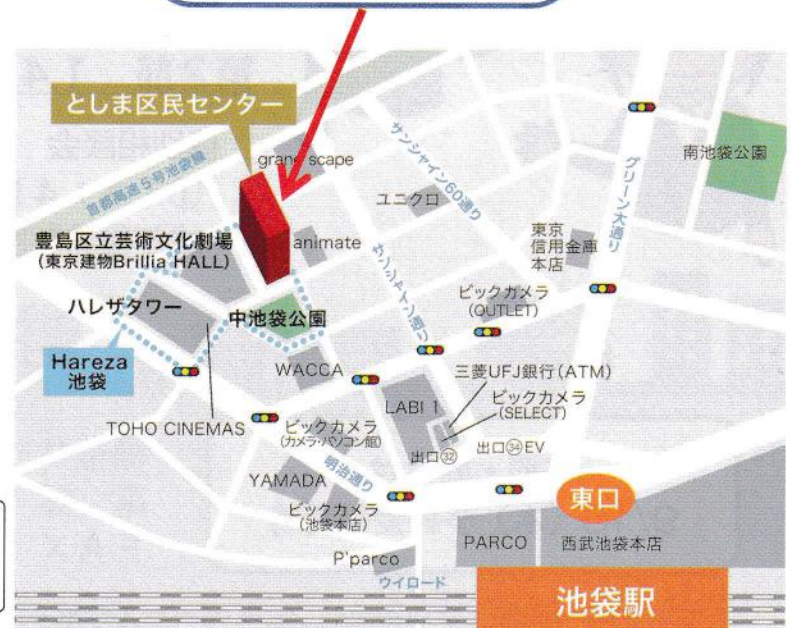 としま区民センター
grand scape
首都高速5号池袋線
サンシャイン60通り
グリーン大通り
南池袋公園
ユニクロ
豊島区立芸術文化劇場
(東京建物Brillia HALL)
animate
東京
信用金庫
本店
サンシャイン通り
ハレザタワー
中池袋公園
ビックカメラ
(OUTLET)
Hareza
池袋
WACCA
三菱UFJ銀行(ATM)
ビックカメラ
(SELECT)
LABI 1
TOHO CINEMAS
ビックカメラ
(カメラ・パソコン館)
出口㉜
出口㉞EV
明治通り
YAMADA
ビックカメラ
(池袋本店)
東口
PARCO
西武池袋本店
P'parco
ウイロード
池袋駅